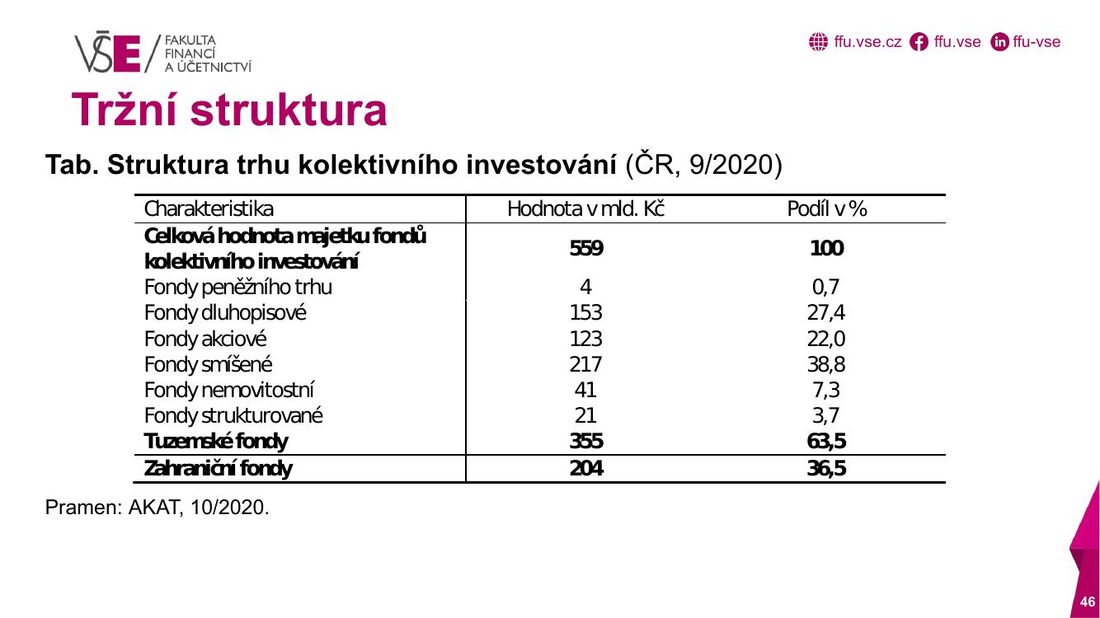 VŠE / FAKULTA
FINANCÍ
A ÚČETNICTVÍ
ffu.vse.cz ffu.vse ffu-vse
Tržní struktura
Tab. Struktura trhu kolektivního investování (ČR, 9/2020)
Charakteristika Hodnota v mld. Kč Podíl v %
Celková hodnota majetku fondů
kolektivního investování 559 100
Fondy peněžního trhu 4 0,7
Fondy dluhopisové 153 27,4
Fondy akciové 123 22,0
Fondy smíšené 217 38,8
Fondy nemovitostní 41 7,3
Fondy strukturované 21 3,7
Tuzemské fondy 355 63,5
Zahraniční fondy 204 36,5
Pramen: AKAT, 10/2020.
46